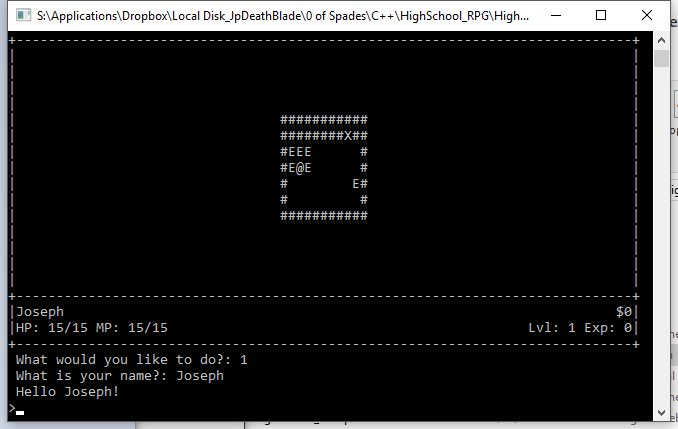 S:\Applications\Dropbox\Local Disk_JpDeathBlade\0 of Spades\C++\HighSchool_RPG\High...
###########
########X##
#EEE      #
#E@E      #
#        E#
#         #
###########
Joseph $0
HP: 15/15 MP: 15/15 Lvl: 1 Exp: 0
What would you like to do?: 1
What is your name?: Joseph
Hello Joseph!
>